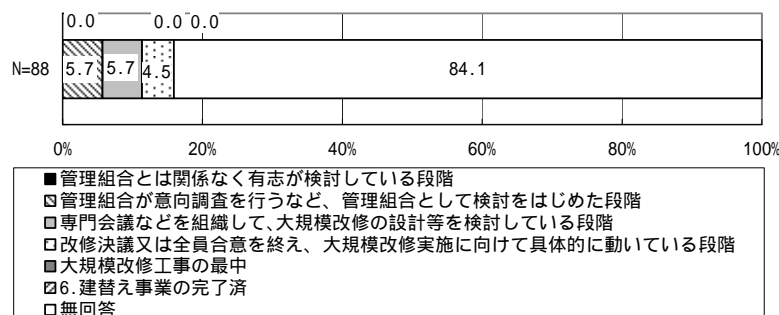 0.0 0.0 0.0
N=88 5.7 5.7 4.5 84.1
0% 20% 40% 60% 80% 100%
■管理組合とは関係なく有志が検討している段階
管理組合が意向調査を行うなど、管理組合として検討をはじめた段階
専門会議などを組織して、大規模改修の設計等を検討している段階
改修決議又は全員合意を終え、大規模改修実施に向けて具体的に動いている段階
大規模改修工事の最中
6.建替え事業の完了済
無回答